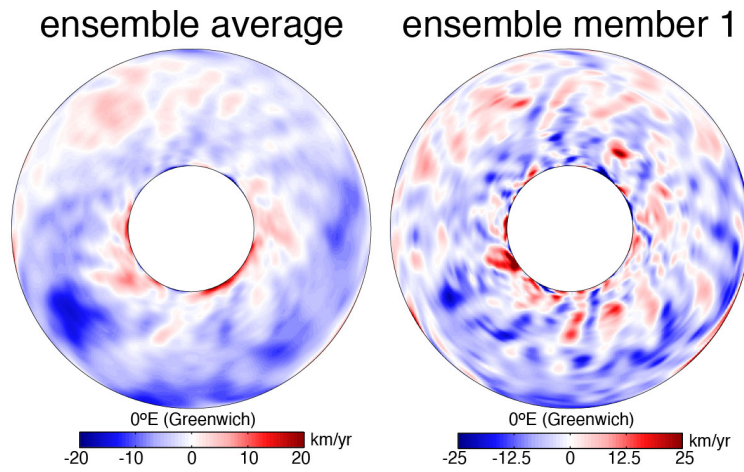 ensemble average
ensemble member 1
0ºE (Greenwich)
0ºE (Greenwich)
km/yr
-20 -10 0 10 20
km/yr
-25 -12.5 0 12.5 25